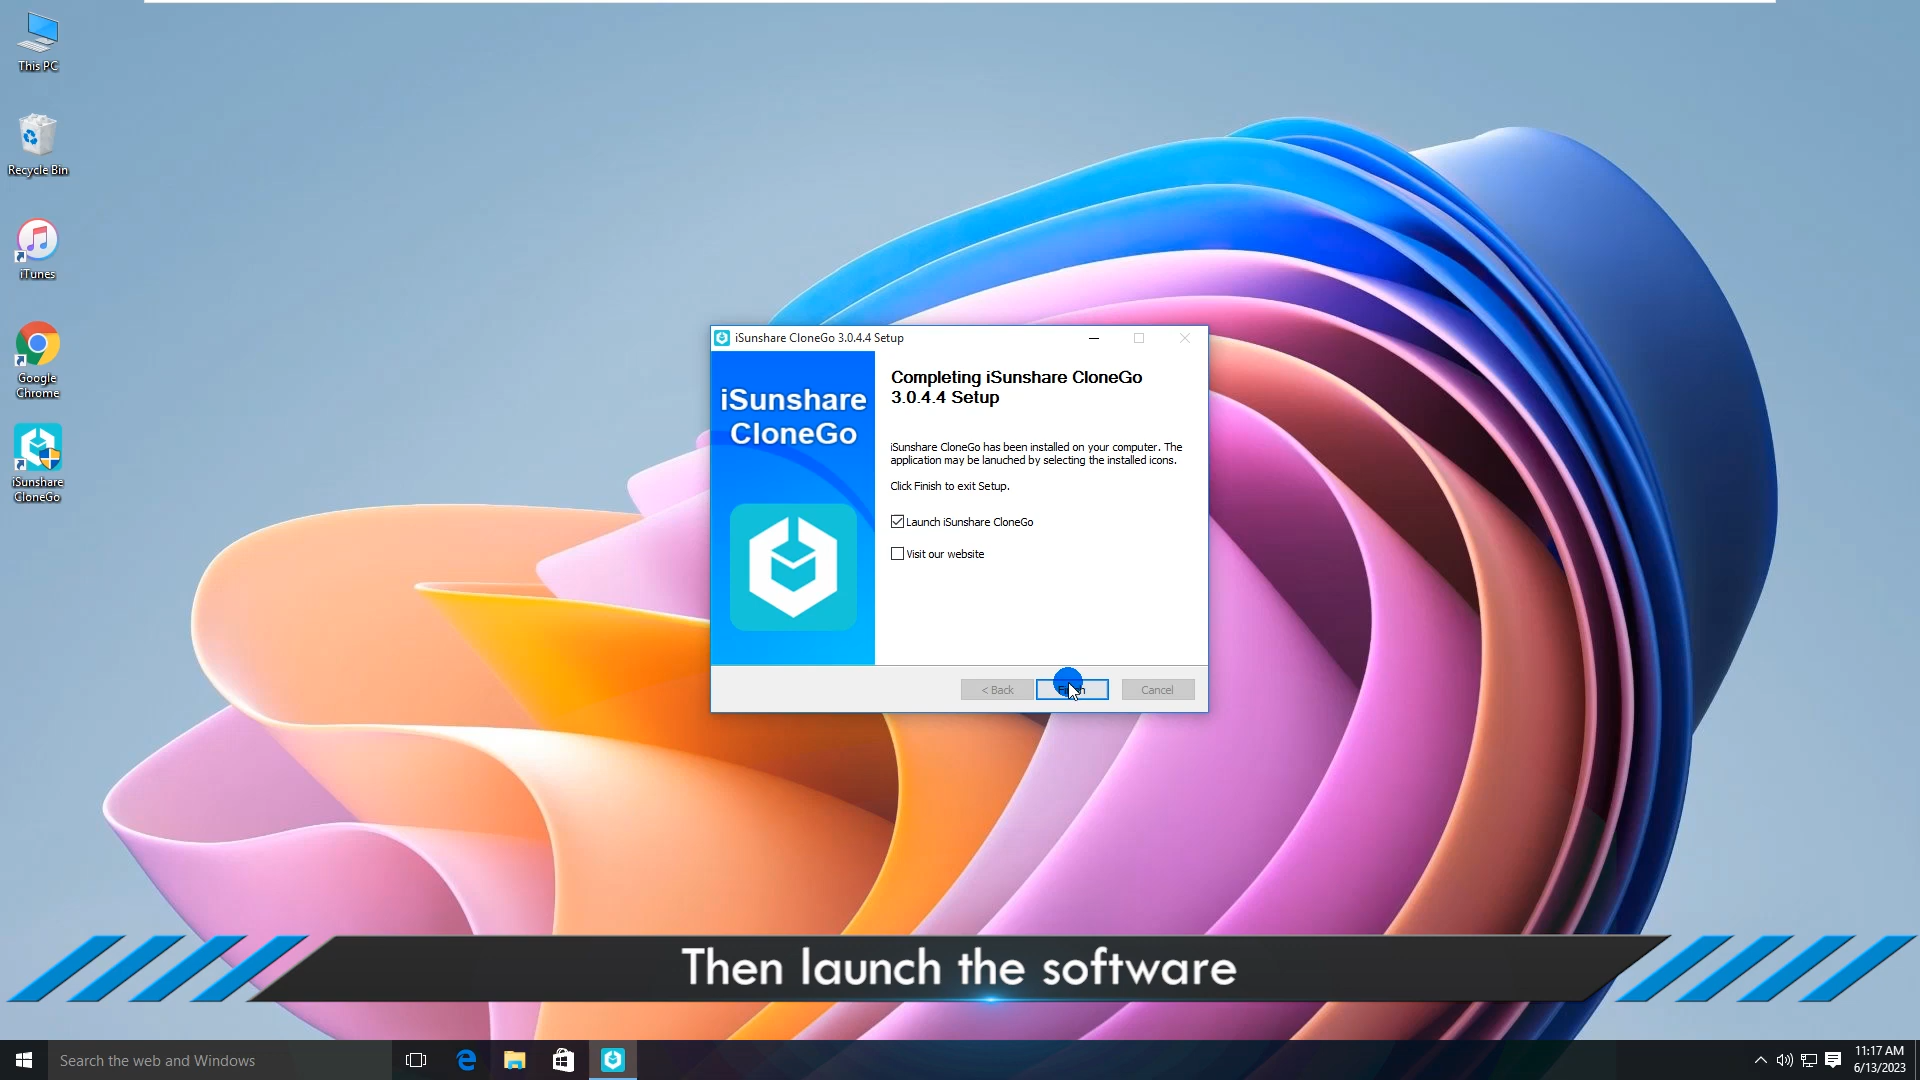 This PC
Recycle Bin
iTunes
Google
Chrome
iSunshare
CloneGo
iSunshare CloneGo 3.0.4.4 Setup
iSunshare
CloneGo
Completing iSunshare CloneGo
3.0.4.4 Setup
iSunshare CloneGo has been installed on your computer. The
application may be lanuched by selecting the installed icons.
Click Finish to exit Setup.
Launch iSunshare CloneGo
Visit our website
< Back
Cancel
Then launch the software
Search the web and Windows
11:17 AM
6/13/2023